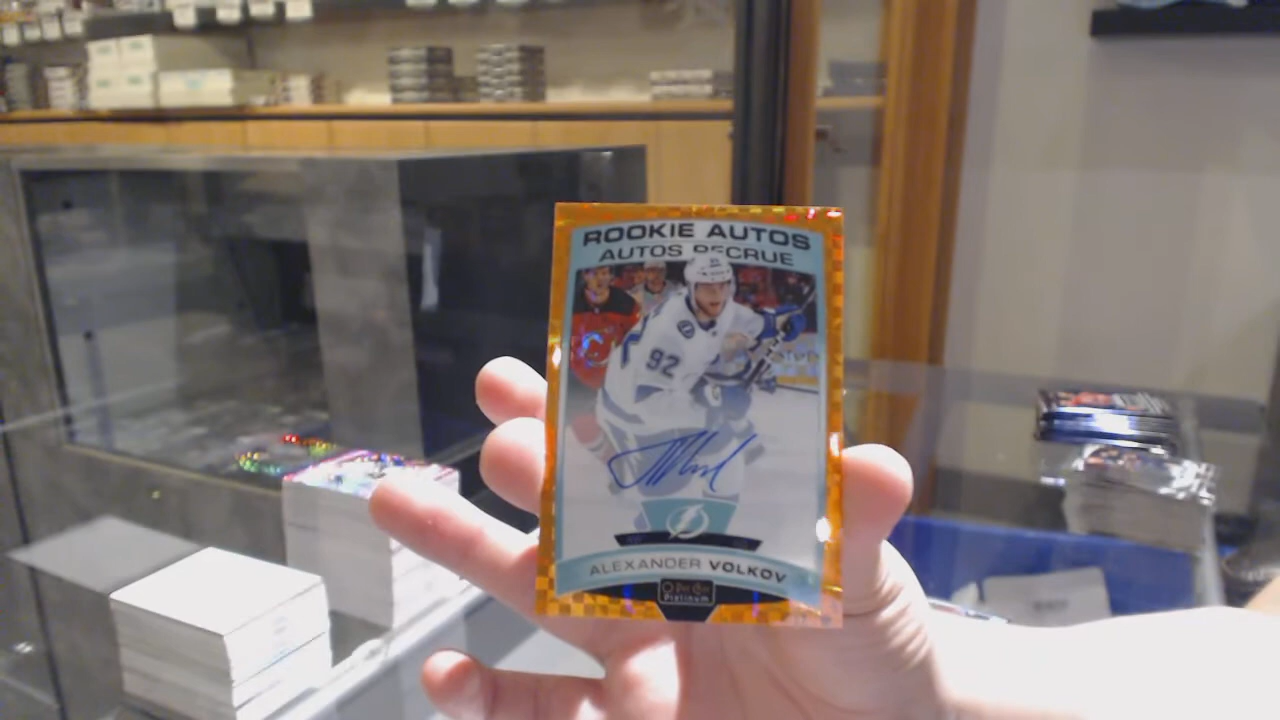 ROOKIE AUTOS
AUTOS RECRUE
92
ALEXANDER VOLKOV
O-Pee-Chee
Platinum